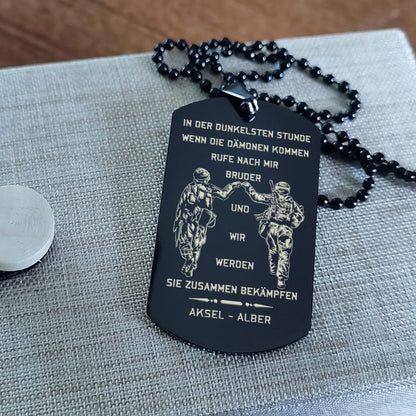 IN DER DUNKELSTEN STUNDE
WENN DIE DÄMONEN KOMMEN
RUFE NACH MIR
BRUDER
UND
WIR
WERDEN
SIE ZUSAMMEN BEKÄMPFEN
AKSEL - ALBER